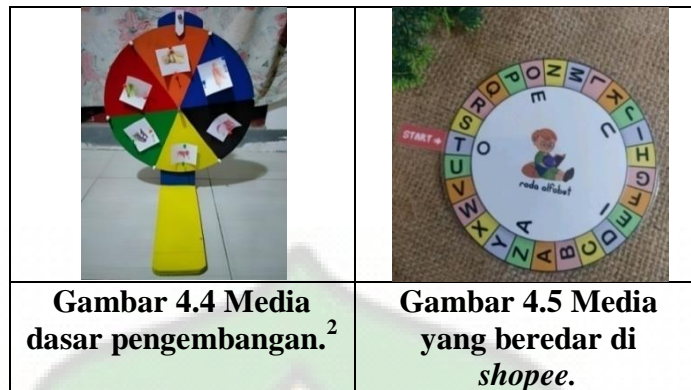 START
S R Q P O N M L K J I H G F E D C B A Z Y X W V U T
E U I A O
roda alfabet
Gambar 4.4 Media
dasar pengembangan.²
Gambar 4.5 Media
yang beredar di
shopee.